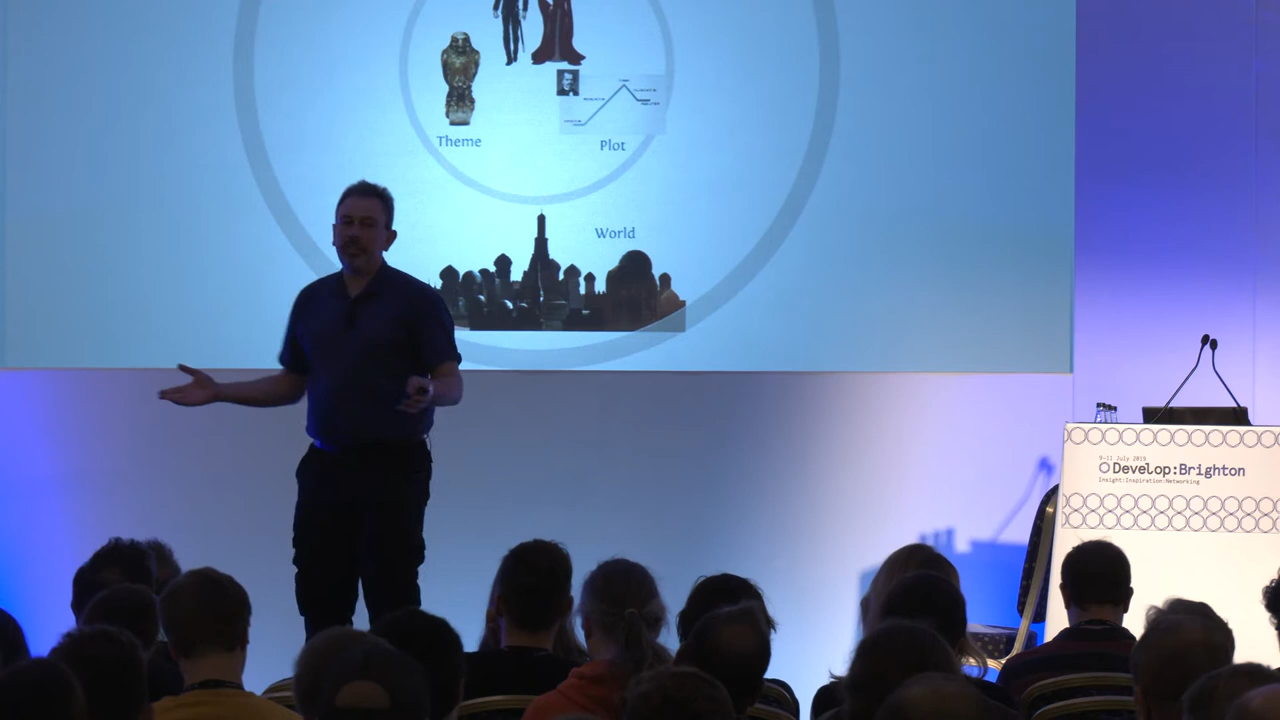 Theme
Plot
World
9-11 July 2019
Develop:Brighton
Insight:Inspiration:Networking